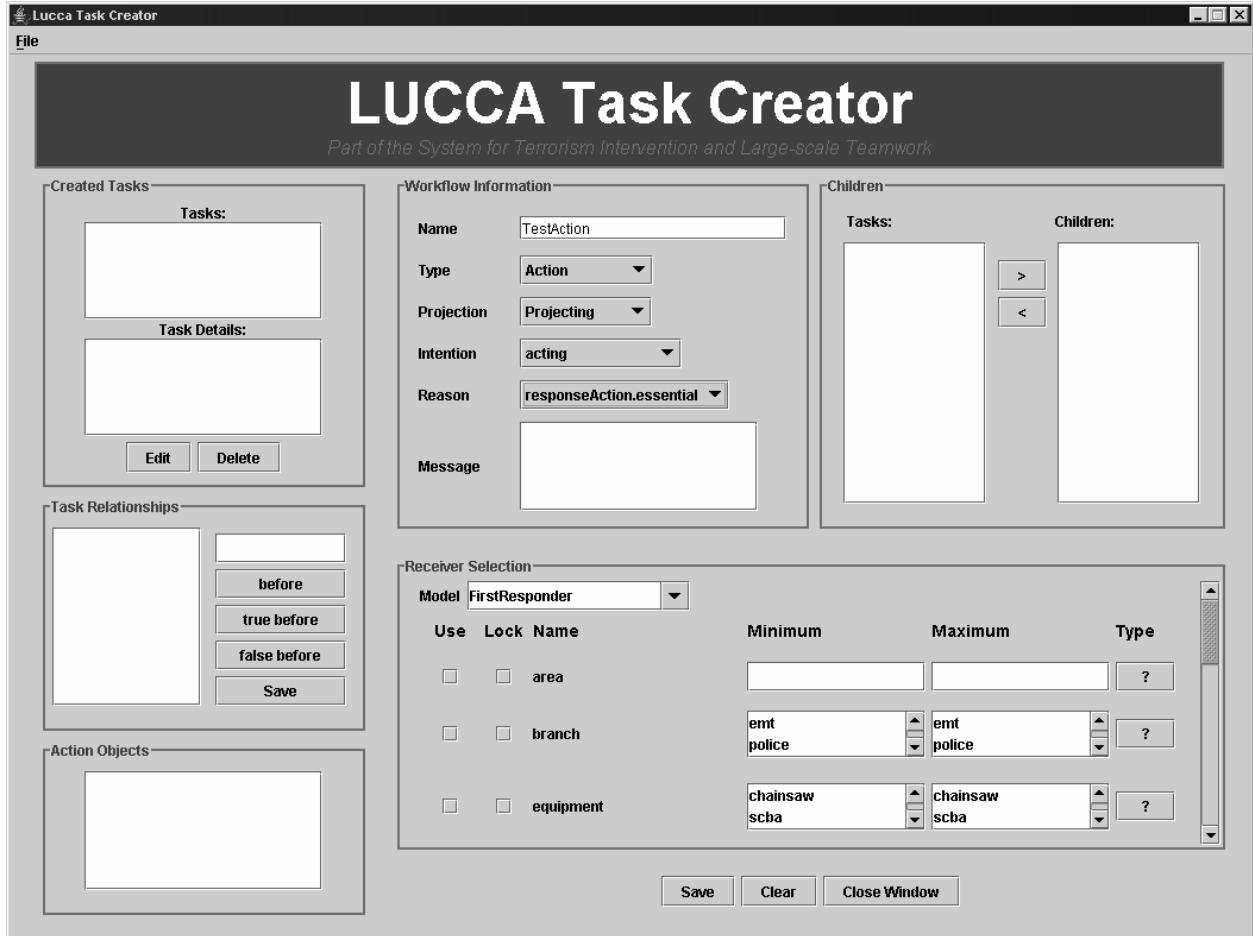 Lucca Task Creator
File
LUCCA Task Creator
Part of the System for Terrorism Intervention and Large-scale Teamwork
Created Tasks
Tasks:
Task Details:
Edit Delete
Task Relationships
before
true before
false before
Save
Action Objects
Workflow Information
Name TestAction
Type Action
Projection Projecting
Intention acting
Reason responseAction.essential
Message
Children
Tasks: Children:
>
<
Receiver Selection
Model FirstResponder
Use Lock Name Minimum Maximum Type
area ?
branch emt police emt police ?
equipment chainsaw scba chainsaw scba ?
Save Clear Close Window